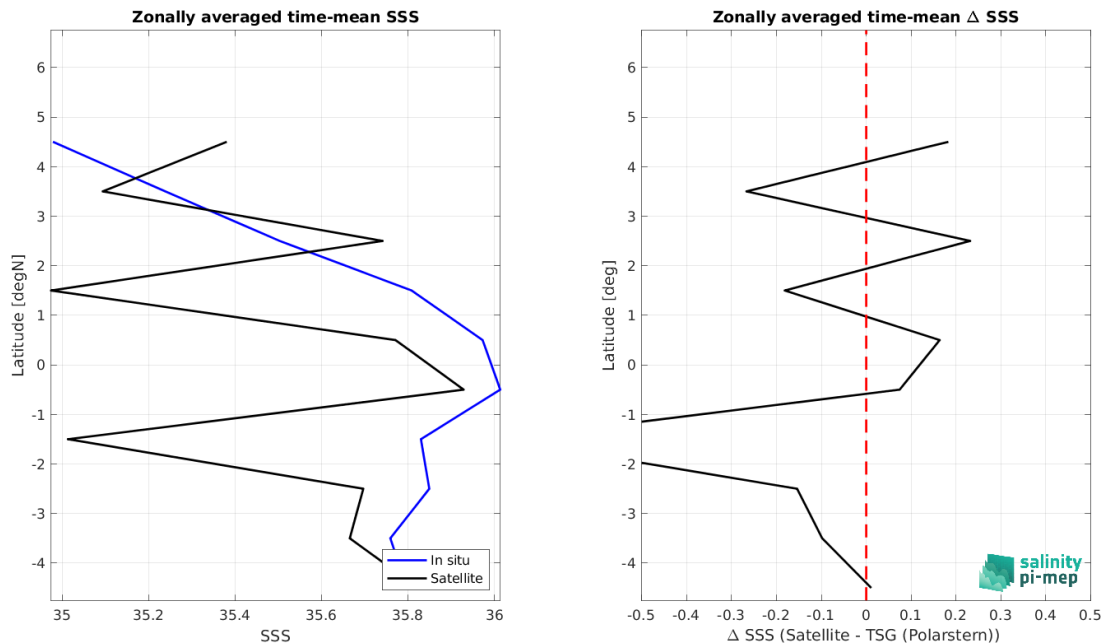 Zonally averaged time-mean SSS
6
5
4
3
2
1
0
-1
-2
-3
-4
Latitude [degN]
35
35.2
35.4
35.6
35.8
36
SSS
In situ
Satellite
Zonally averaged time-mean Δ SSS
6
5
4
3
2
1
0
-1
-2
-3
-4
Latitude [deg]
-0.5 -0.4 -0.3 -0.2 -0.1 0 0.1 0.2 0.3 0.4 0.5
Δ SSS (Satellite - TSG (Polarstern))
salinity
pi-mep